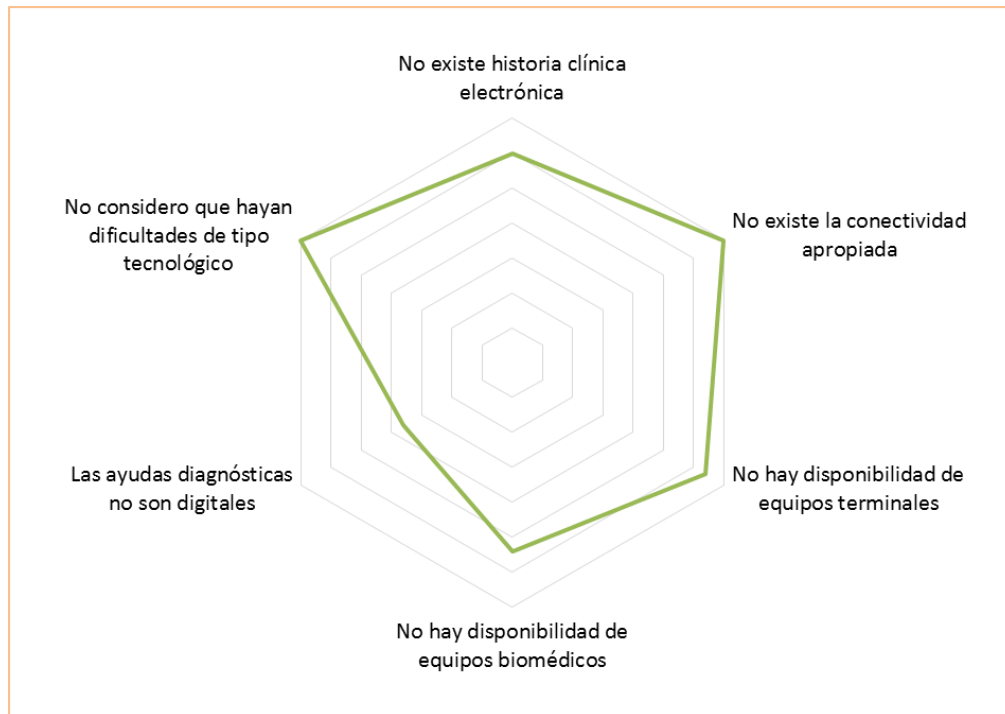 No existe historia clínica
electrónica
No existe la conectividad
apropiada
No hay disponibilidad de
equipos terminales
No hay disponibilidad de
equipos biomédicos
Las ayudas diagnósticas
no son digitales
No considero que hayan
dificultades de tipo
tecnológico